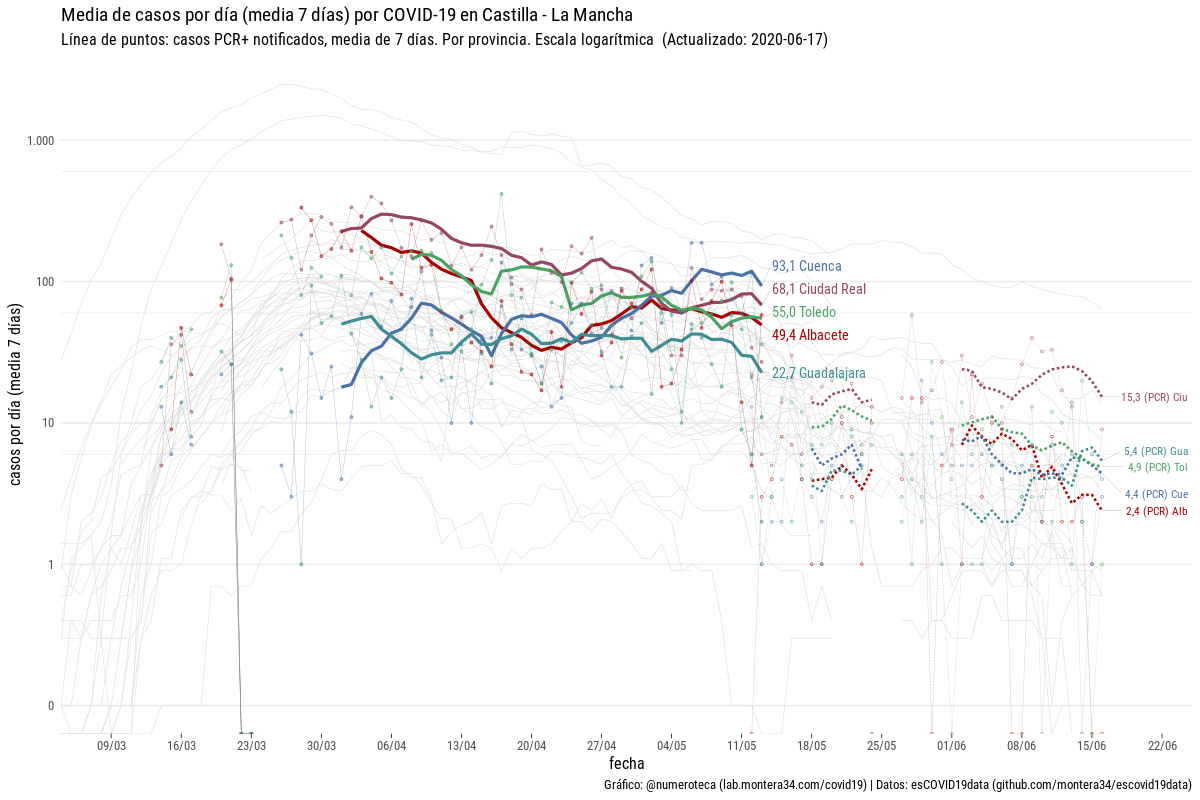 Media de casos por día (media 7 días) por COVID-19 en Castilla - La Mancha
Línea de puntos: casos PCR+ notificados, media de 7 días. Por provincia. Escala logarítmica (Actualizado: 2020-06-17)
casos por día (media 7 días)
1.000
100
10
1
0
93,1 Cuenca
68,1 Ciudad Real
55,0 Toledo
49,4 Albacete
22,7 Guadalajara
15,3 (PCR) Ciu
5,4 (PCR) Gua
4,9 (PCR) Tol
4,4 (PCR) Cue
2,4 (PCR) Alb
09/03 16/03 23/03 30/03 06/04 13/04 20/04 27/04 04/05 11/05 18/05 25/05 01/06 08/06 15/06 22/06
fecha
Gráfico: @numeroteca (lab.montera34.com/covid19) | Datos: esCOVID19data (github.com/montera34/escovid19data)